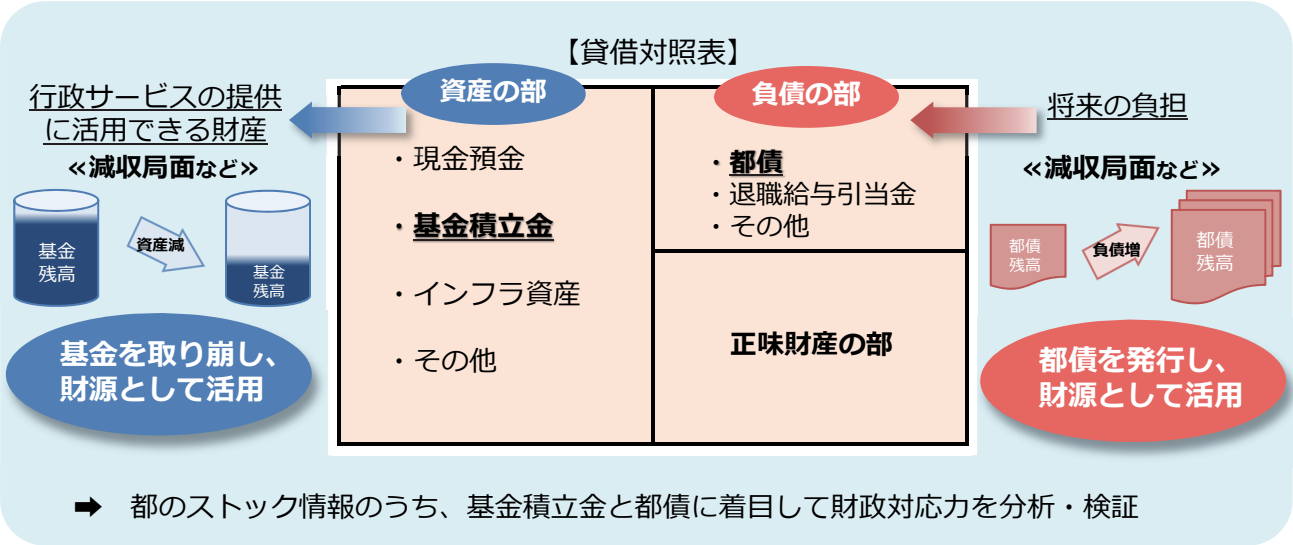 【貸借対照表】
行政サービスの提供
に活用できる財産
≪減収局面など≫
基金
残高
資産減
基金
残高
基金を取り崩し、
財源として活用
資産の部
・現金預金
・基金積立金
・インフラ資産
・その他
負債の部
・都債
・退職給与引当金
・その他
正味財産の部
将来の負担
≪減収局面など≫
都債
残高
負債増
都債
残高
都債を発行し、
財源として活用
➡ 都のストック情報のうち、基金積立金と都債に着目して財政対応力を分析・検証